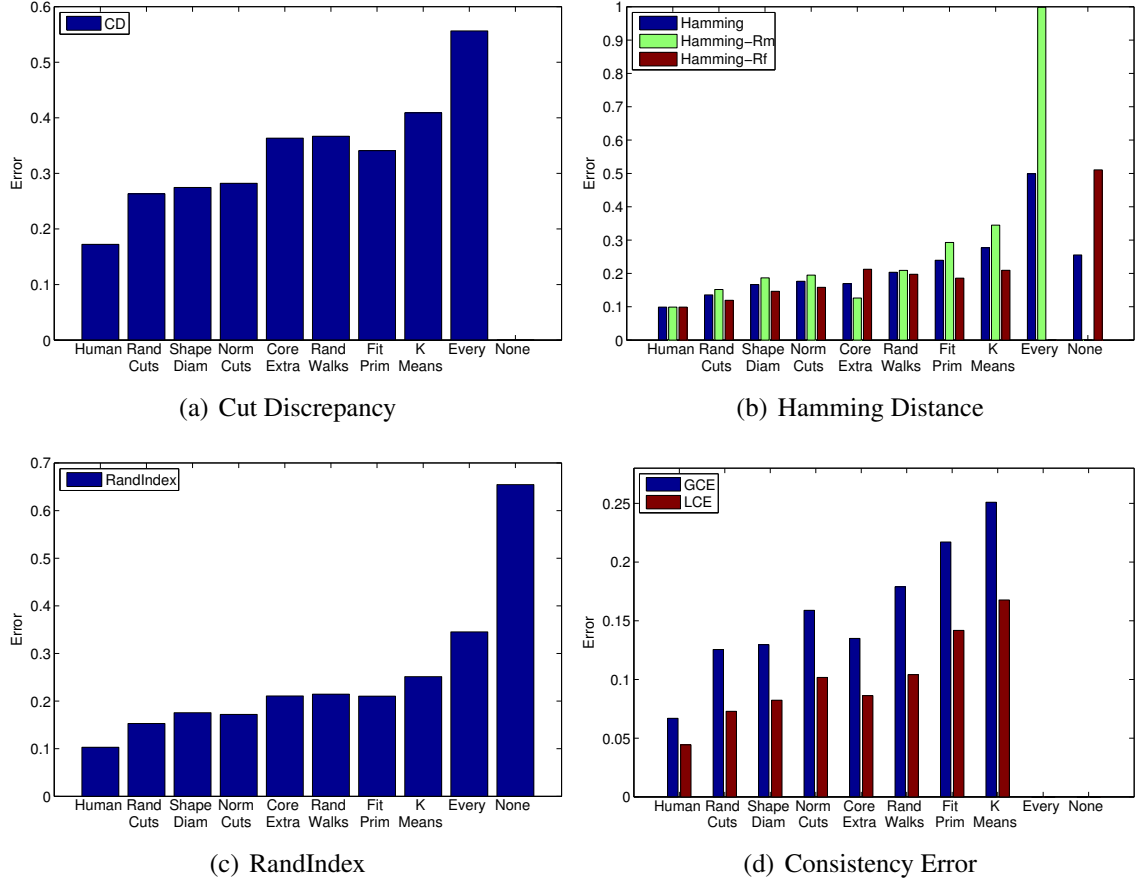 0.6
0.5
0.4
0.3
0.2
0.1
0
Error
CD
Human Rand Shape Norm Core Rand Fit K Every None
Cuts Diam Cuts Extra Walks Prim Means
(a) Cut Discrepancy
1
0.9
0.8
0.7
0.6
0.5
0.4
0.3
0.2
0.1
0
Error
Hamming
Hamming-Rm
Hamming-Rf
Human Rand Shape Norm Core Rand Fit K Every None
Cuts Diam Cuts Extra Walks Prim Means
(b) Hamming Distance
0.7
0.6
0.5
0.4
0.3
0.2
0.1
0
Error
RandIndex
Human Rand Shape Norm Core Rand Fit K Every None
Cuts Diam Cuts Extra Walks Prim Means
(c) RandIndex
0.25
0.2
0.15
0.1
0.05
0
Error
GCE
LCE
Human Rand Shape Norm Core Rand Fit K Every None
Cuts Diam Cuts Extra Walks Prim Means
(d) Consistency Error